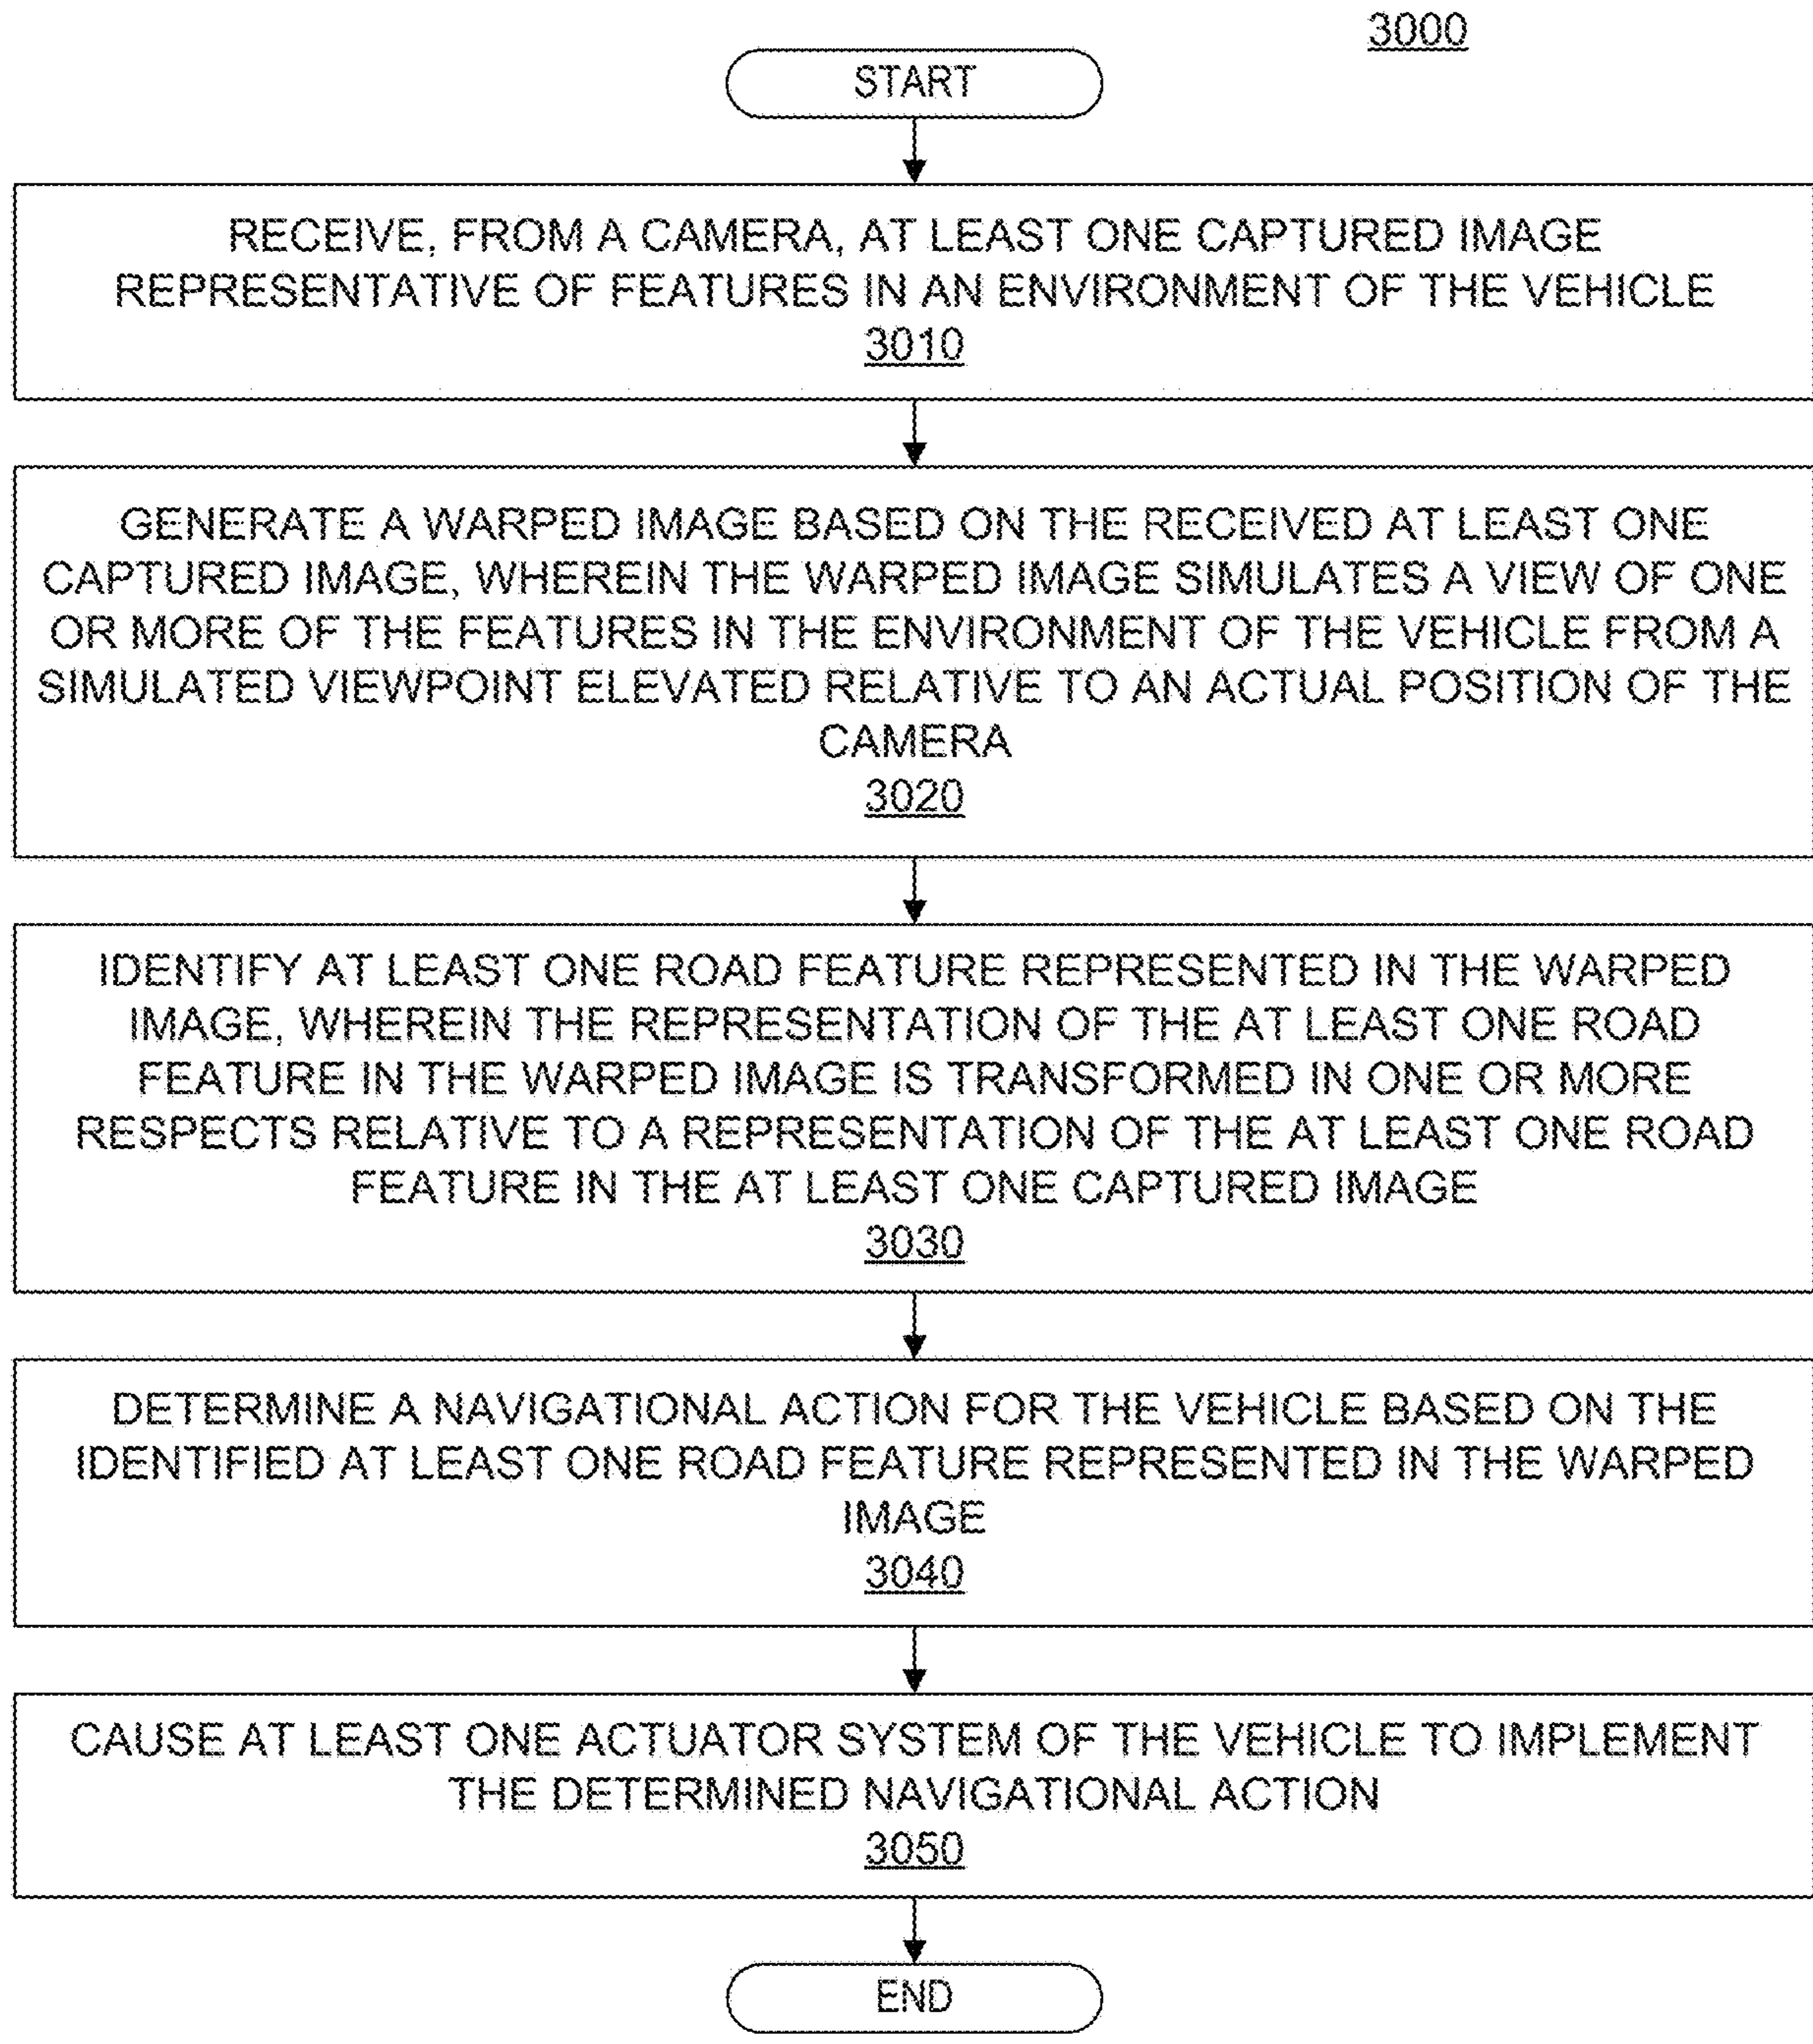 3000
START
RECEIVE, FROM A CAMERA, AT LEAST ONE CAPTURED IMAGE
REPRESENTATIVE OF FEATURES IN AN ENVIRONMENT OF THE VEHICLE
3010
GENERATE A WARPED IMAGE BASED ON THE RECEIVED AT LEAST ONE
CAPTURED IMAGE, WHEREIN THE WARPED IMAGE SIMULATES A VIEW OF ONE
OR MORE OF THE FEATURES IN THE ENVIRONMENT OF THE VEHICLE FROM A
SIMULATED VIEWPOINT ELEVATED RELATIVE TO AN ACTUAL POSITION OF THE
CAMERA
3020
IDENTIFY AT LEAST ONE ROAD FEATURE REPRESENTED IN THE WARPED
IMAGE, WHEREIN THE REPRESENTATION OF THE AT LEAST ONE ROAD
FEATURE IN THE WARPED IMAGE IS TRANSFORMED IN ONE OR MORE
RESPECTS RELATIVE TO A REPRESENTATION OF THE AT LEAST ONE ROAD
FEATURE IN THE AT LEAST ONE CAPTURED IMAGE
3030
DETERMINE A NAVIGATIONAL ACTION FOR THE VEHICLE BASED ON THE
IDENTIFIED AT LEAST ONE ROAD FEATURE REPRESENTED IN THE WARPED
IMAGE
3040
CAUSE AT LEAST ONE ACTUATOR SYSTEM OF THE VEHICLE TO IMPLEMENT
THE DETERMINED NAVIGATIONAL ACTION
3050
END